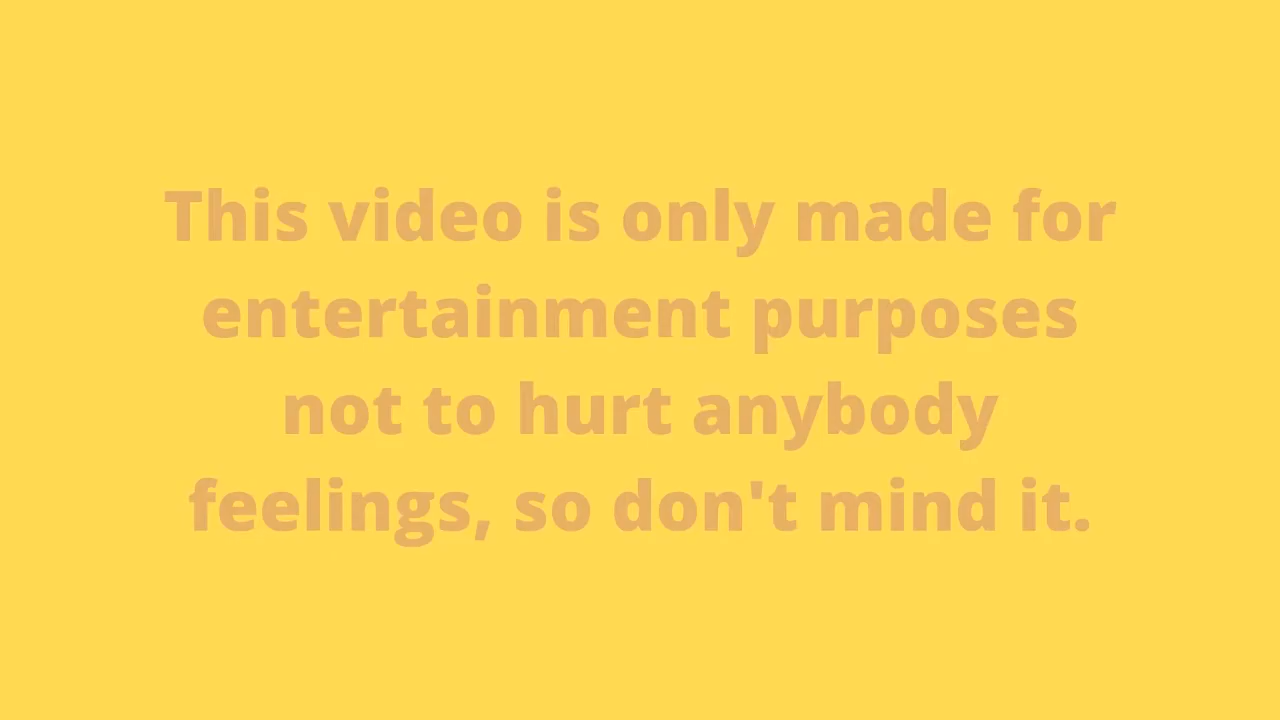 This video is only made for
entertainment purposes
not to hurt anybody
feelings, so don't mind it.